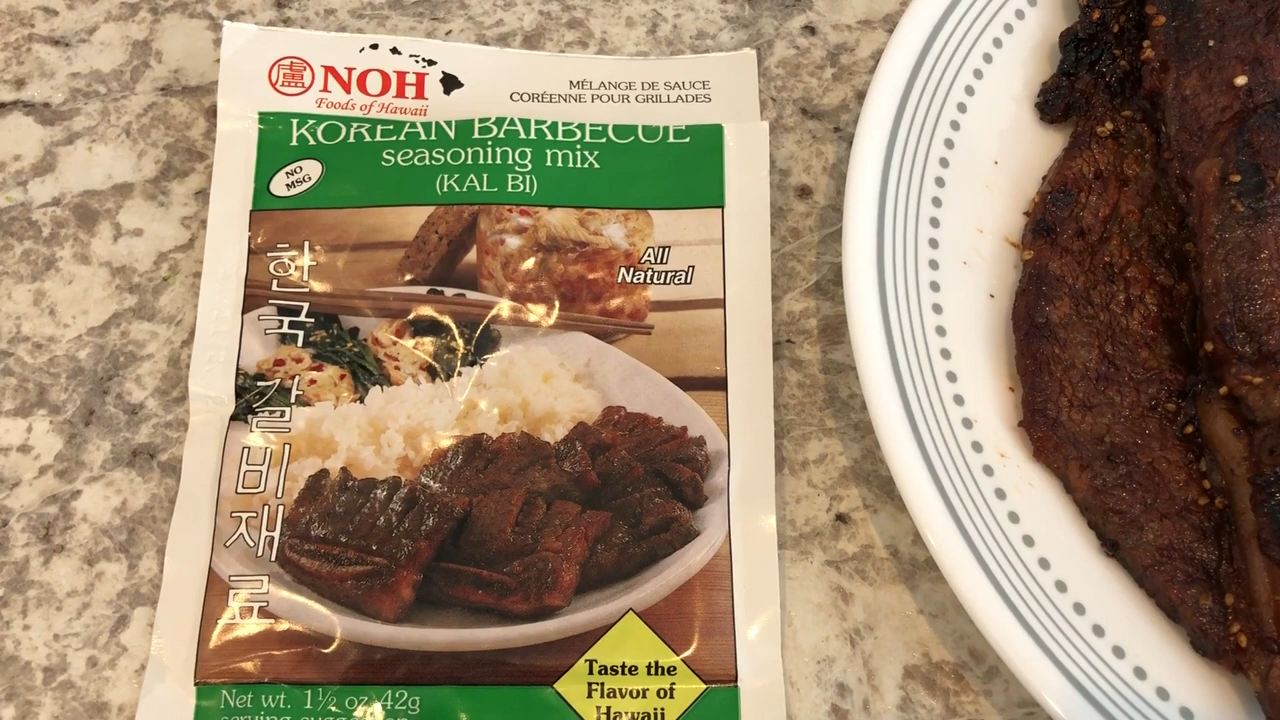 盧 NOH
Foods of Hawaii
MÉLANGE DE SAUCE
CORÉENNE POUR GRILLADES
KOREAN BARBECUE
seasoning mix
(KAL BI)
NO
MSG
All
Natural
한국 갈비재료
Taste the
Flavor of
Hawaii
Net wt. 1½ oz 42g
serving suggestion